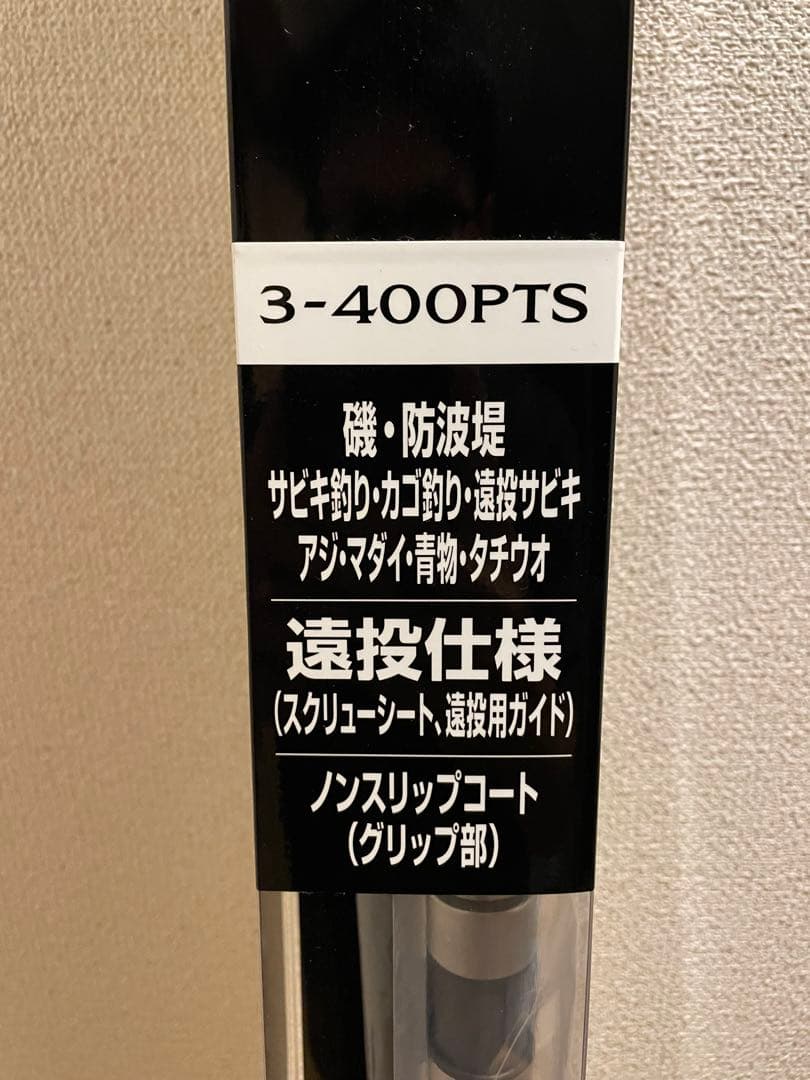 3-400PTS
磯・防波堤
サビキ釣り・カゴ釣り・遠投サビキ
アジ・マダイ・青物・タチウオ
遠投仕様
(スクリューシート、遠投用ガイド)
ノンスリップコート
(グリップ部)